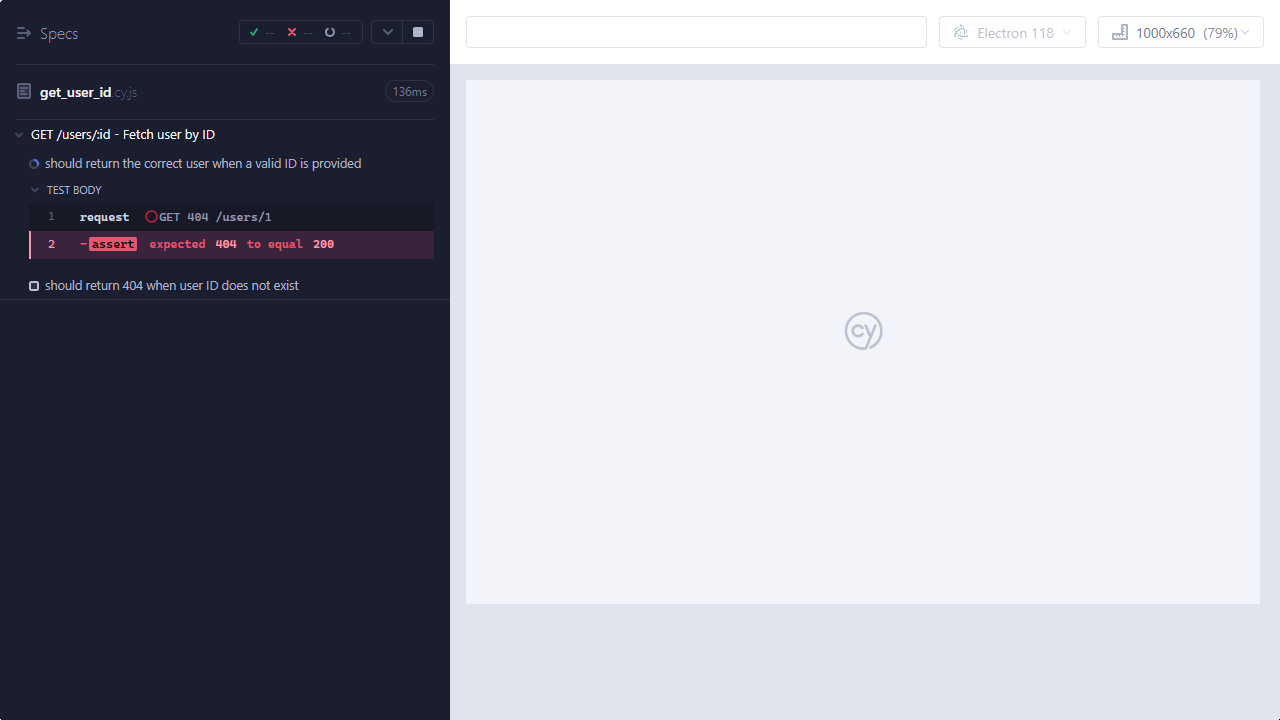 Specs
-- -- --
get_user_id.cy.js
136ms
GET /users/:id - Fetch user by ID
should return the correct user when a valid ID is provided
TEST BODY
1 request GET 404 /users/1
2 -assert expected 404 to equal 200
should return 404 when user ID does not exist
Electron 118
1000x660 (79%)
cy